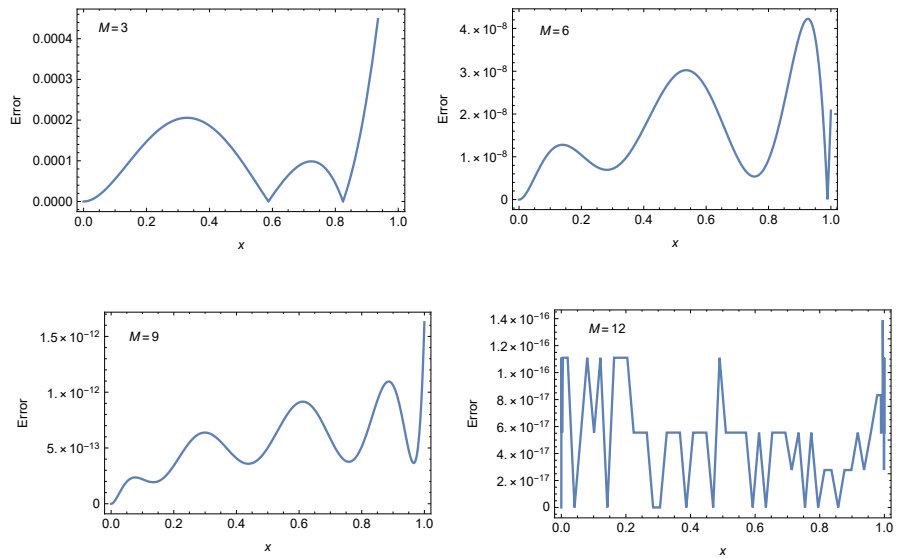 M = 3
0.0004
0.0003
0.0002
0.0001
0.0000
Error
0.0 0.2 0.4 0.6 0.8 1.0
x
M = 6
4. × 10⁻⁸
3. × 10⁻⁸
2. × 10⁻⁸
1. × 10⁻⁸
0
Error
0.0 0.2 0.4 0.6 0.8 1.0
x
M = 9
1.5 × 10⁻¹²
1. × 10⁻¹²
5. × 10⁻¹³
0
Error
0.0 0.2 0.4 0.6 0.8 1.0
x
M = 12
1.4 × 10⁻¹⁶
1.2 × 10⁻¹⁶
1. × 10⁻¹⁶
8. × 10⁻¹⁷
6. × 10⁻¹⁷
4. × 10⁻¹⁷
2. × 10⁻¹⁷
0
Error
0.0 0.2 0.4 0.6 0.8 1.0
x